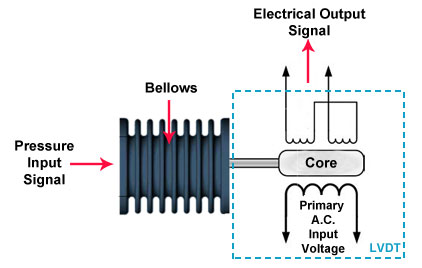 Electrical Output
Signal
Bellows
Pressure
Input
Signal
Core
Primary
A.C.
Input
Voltage
LVDT